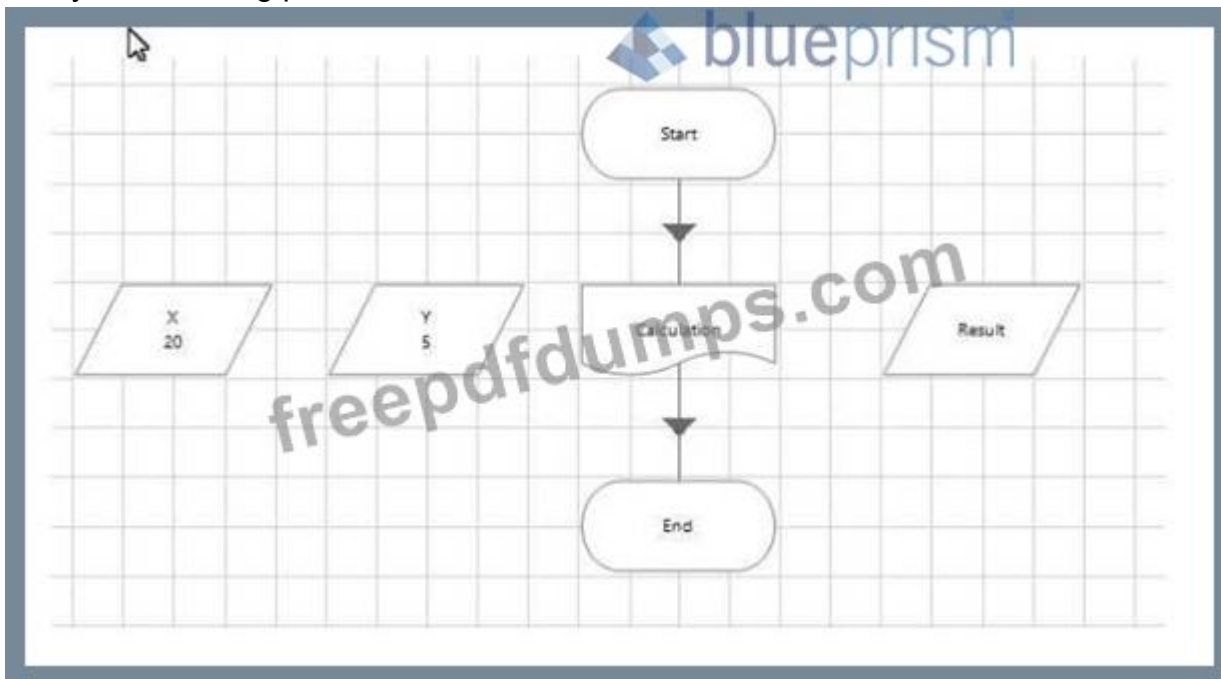 blueprism
Start
X
20
Y
5
Calculation
Result
freepdfdumps.com
End